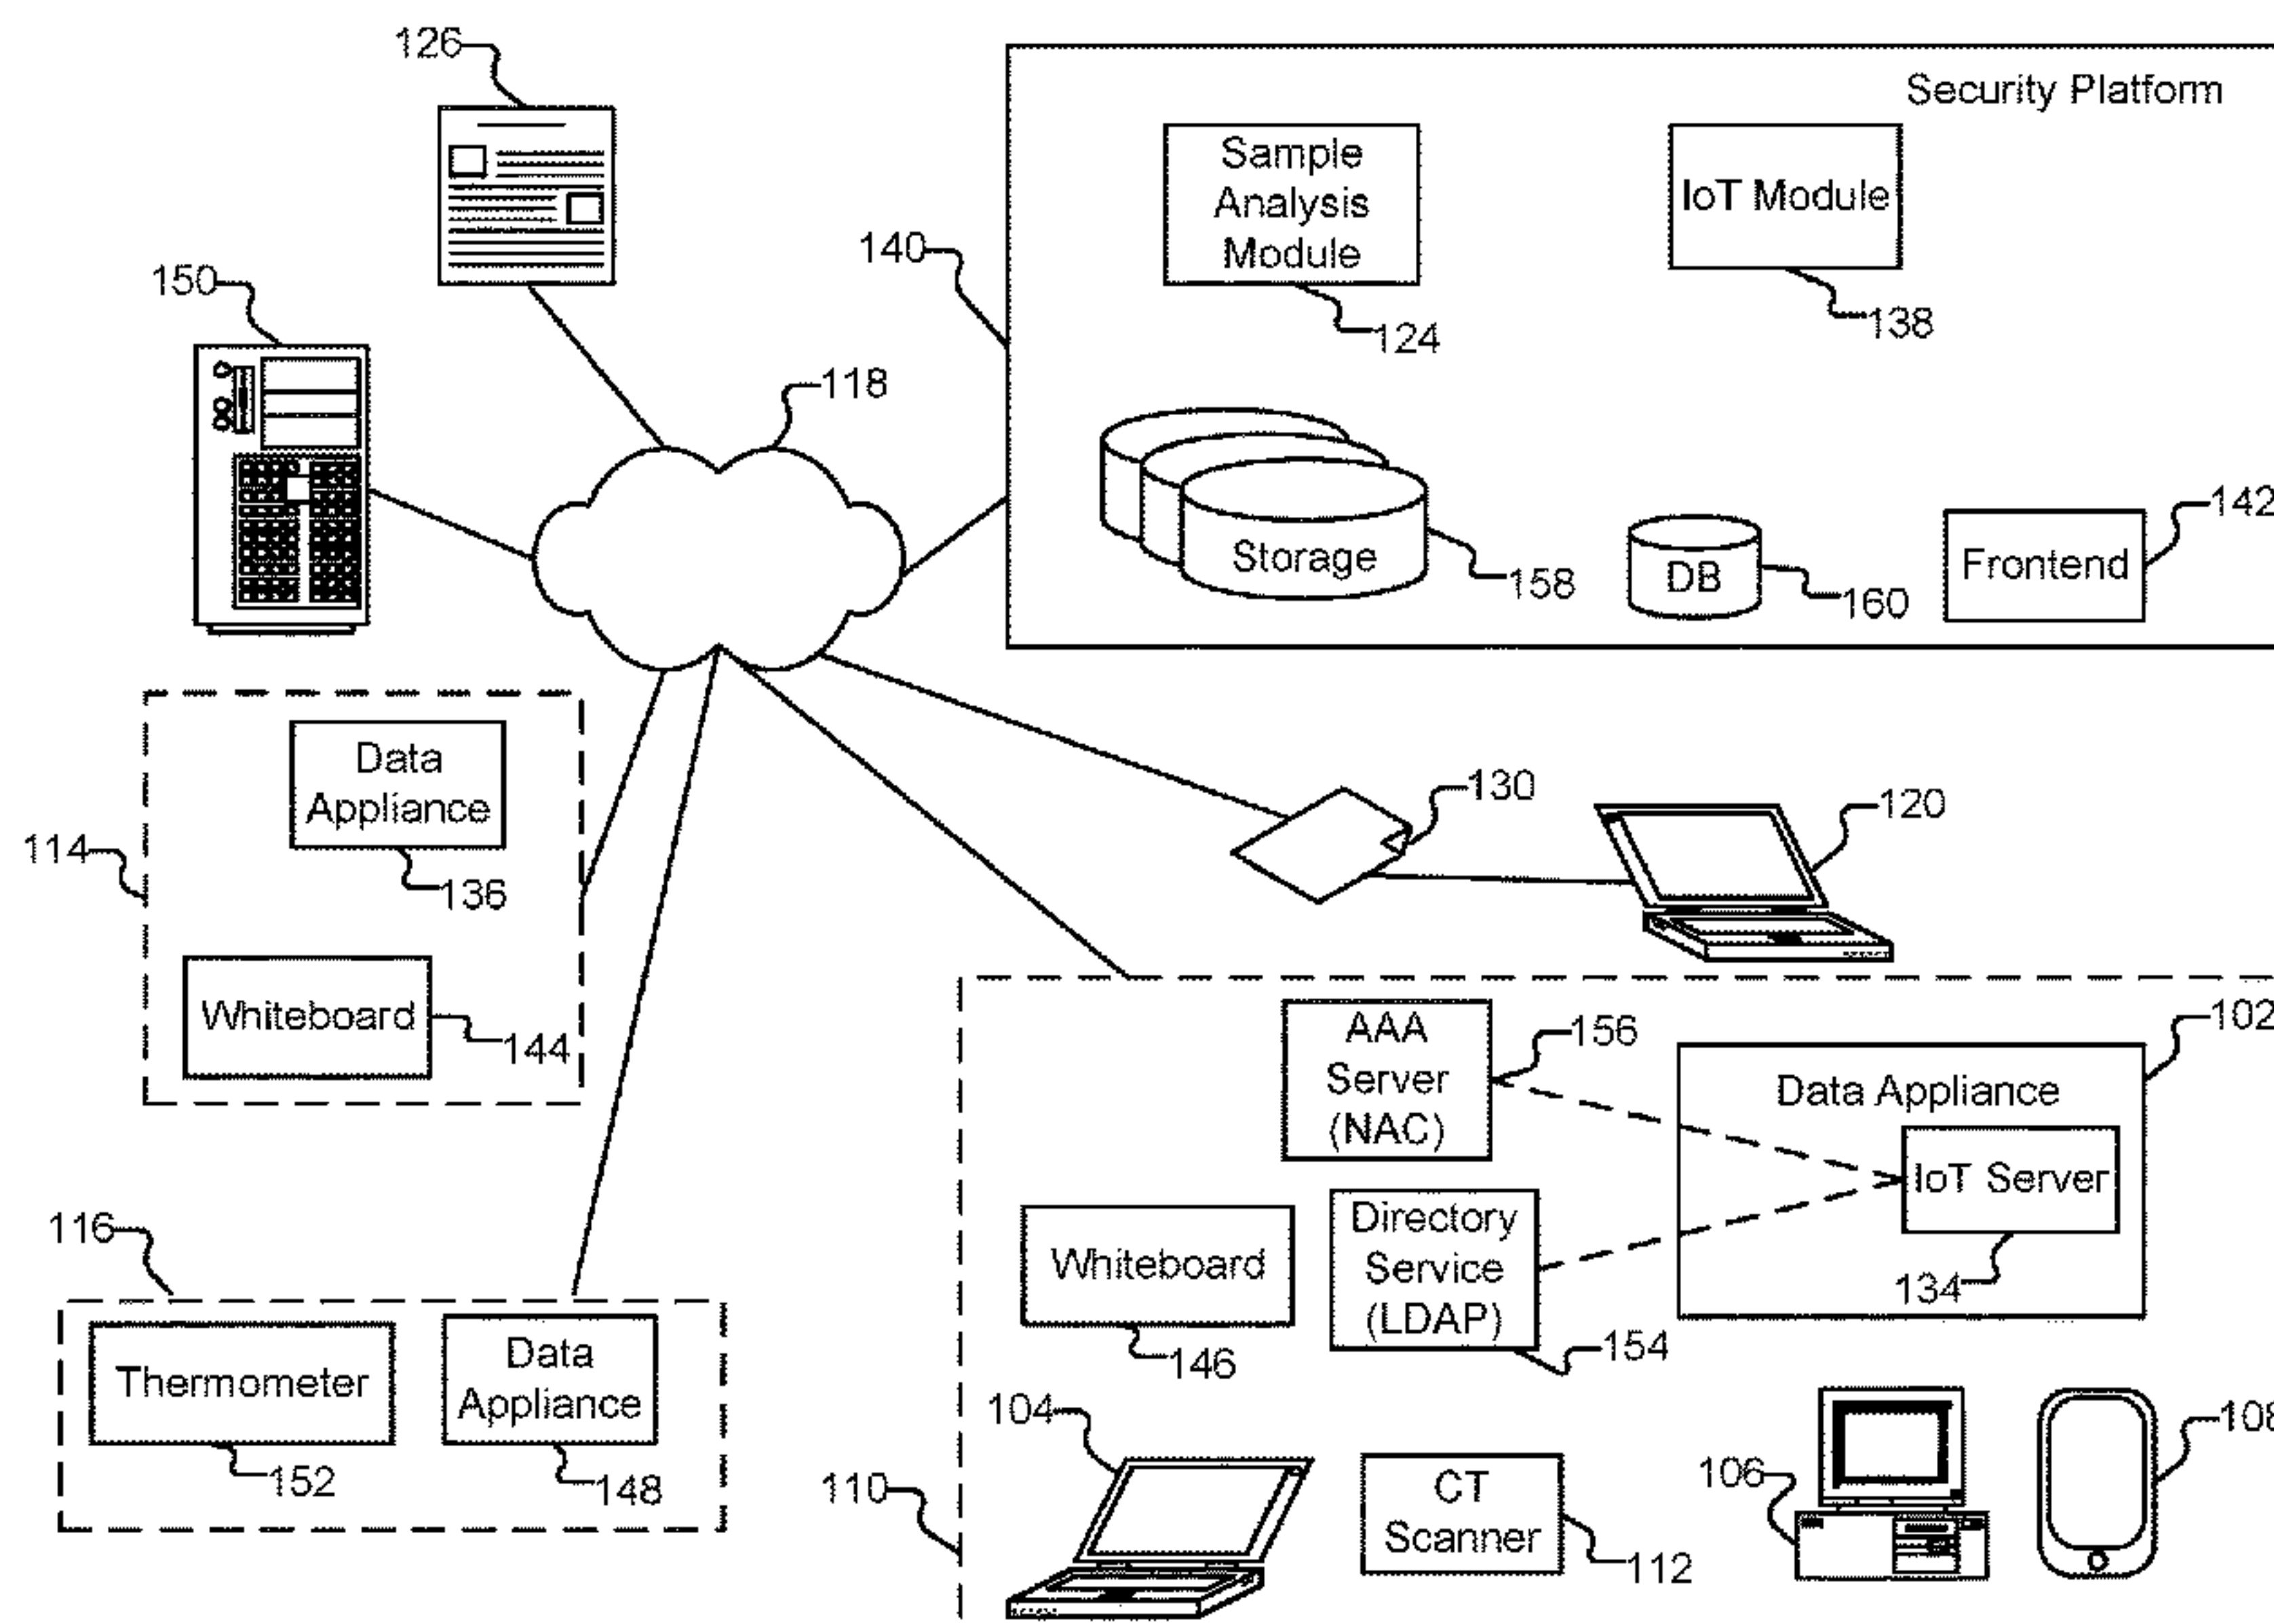 126
Security Platform
Sample
Analysis
Module
IoT Module
140
124
138
150
118
142
Storage
158
DB
160
Frontend
Data
Appliance
136
114
130
120
Whiteboard
144
AAA
Server
(NAC)
156
102
Data Appliance
IoT Server
134
116
Whiteboard
146
Directory
Service
(LDAP)
154
Thermometer
152
Data
Appliance
148
104
110
CT
Scanner
112
106
108